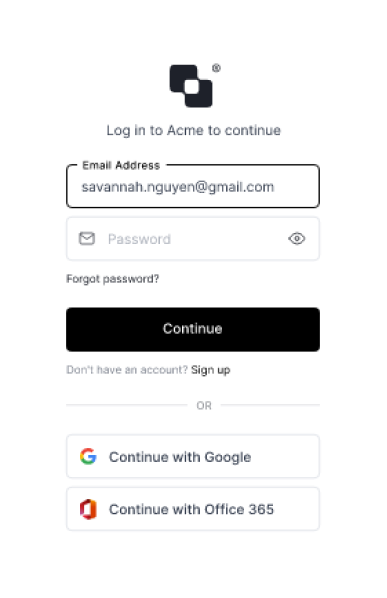 ®
Log in to Acme to continue
Email Address
savannah.nguyen@gmail.com
Password
Forgot password?
Continue
Don't have an account? Sign up
OR
Continue with Google
Continue with Office 365